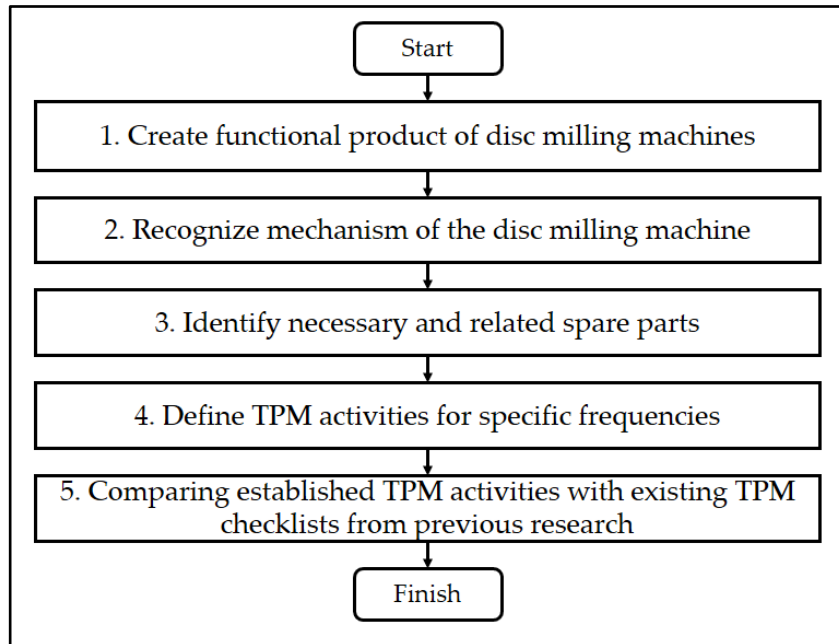 Start
1. Create functional product of disc milling machines
2. Recognize mechanism of the disc milling machine
3. Identify necessary and related spare parts
4. Define TPM activities for specific frequencies
5. Comparing established TPM activities with existing TPM
checklists from previous research
Finish